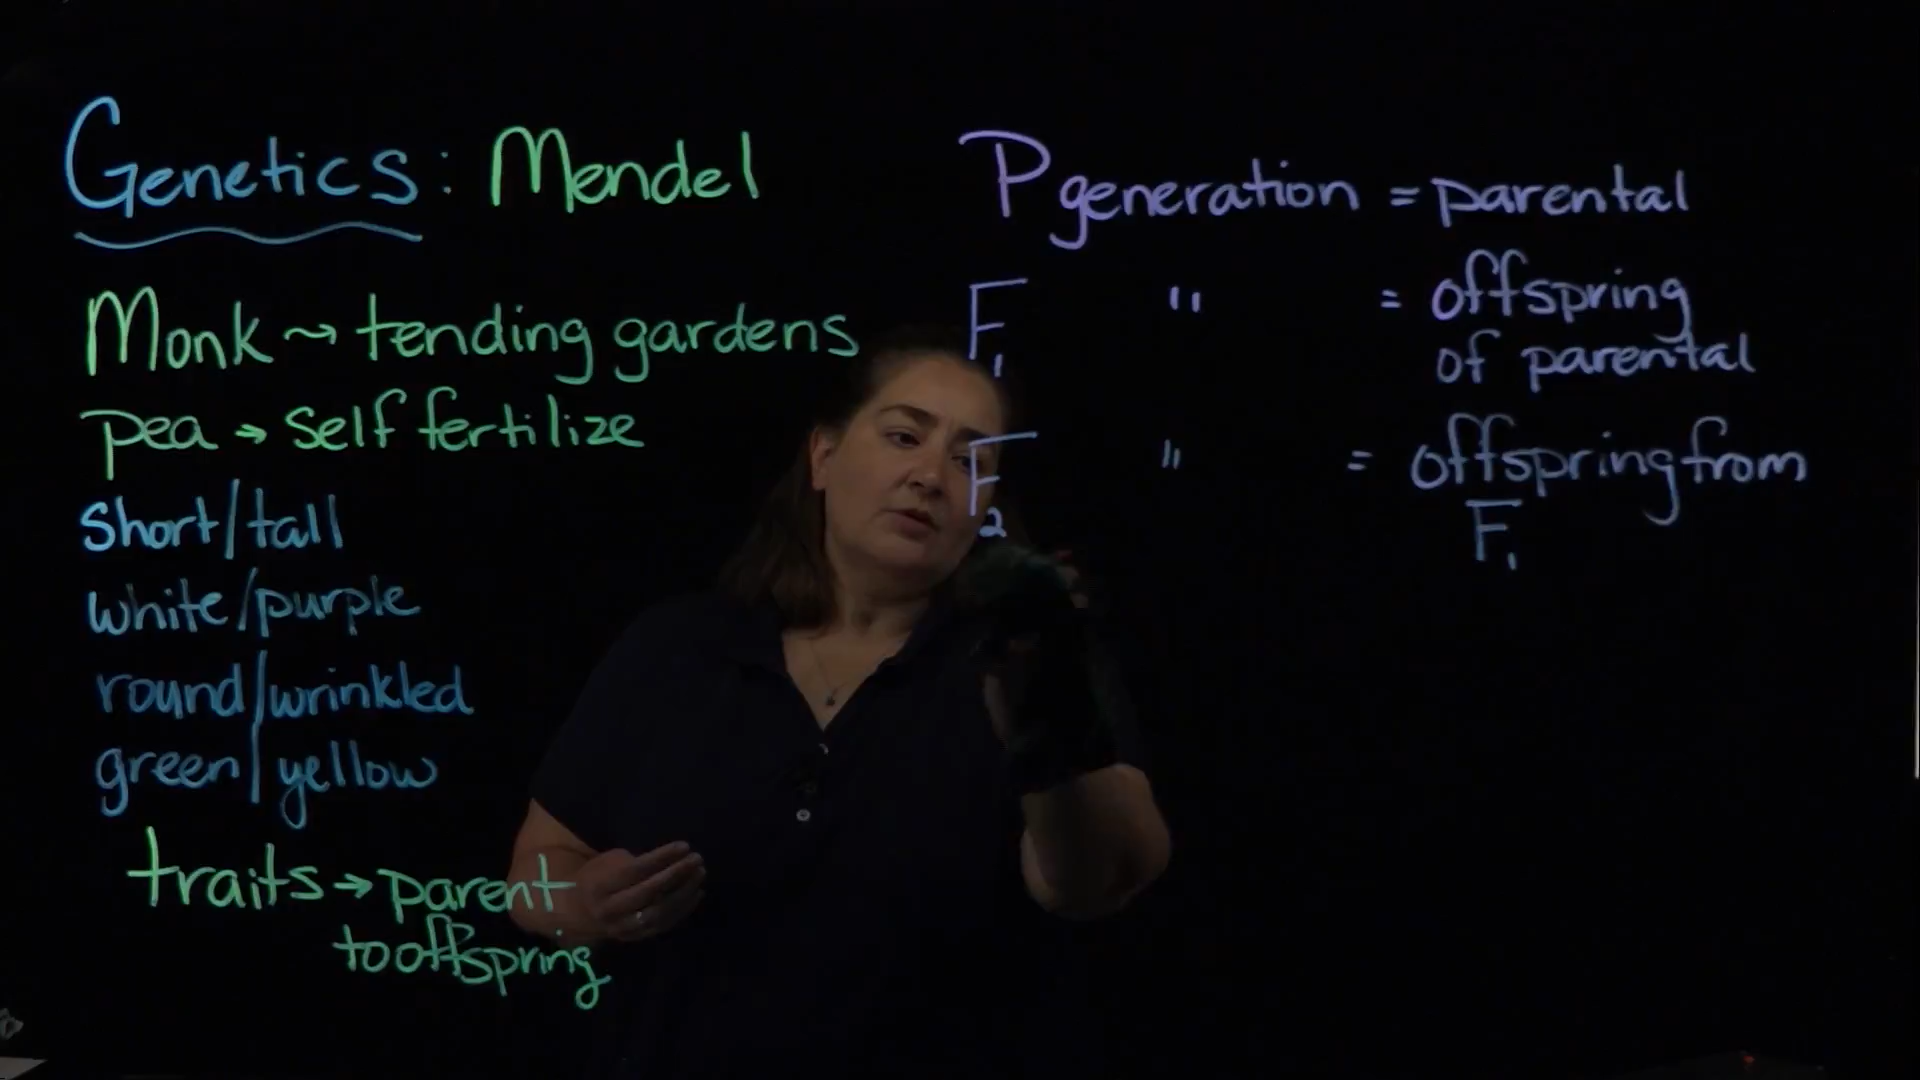 Genetics: Mendel
Monk → tending gardens
pea → self fertilize
short/tall
white/purple
round/wrinkled
green/yellow
traits → parent
to offspring
P generation = parental
F₁ " = offspring
of parental
F₂ " = offspring from
F₁